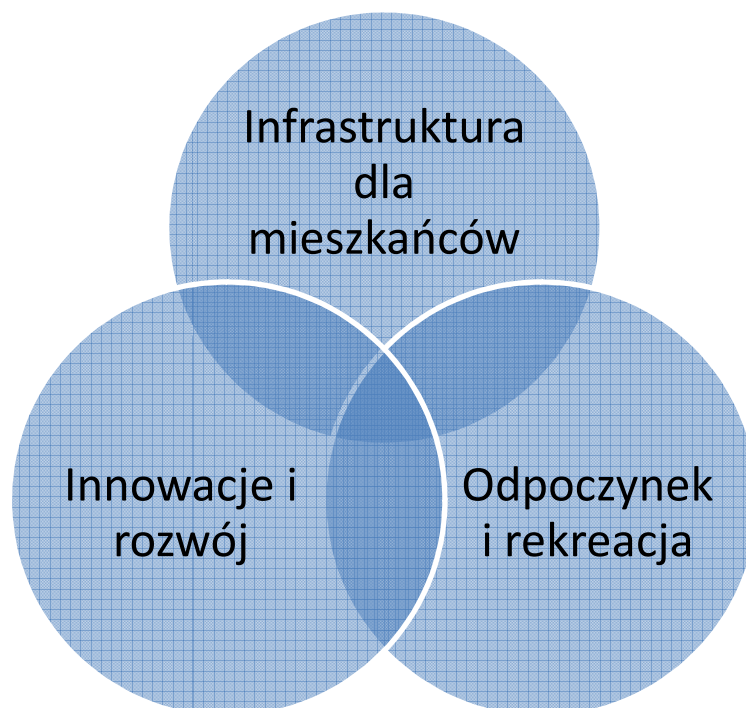 Infrastruktura
dla
mieszkańców
Innowacje i
rozwój
Odpoczynek
i rekreacja